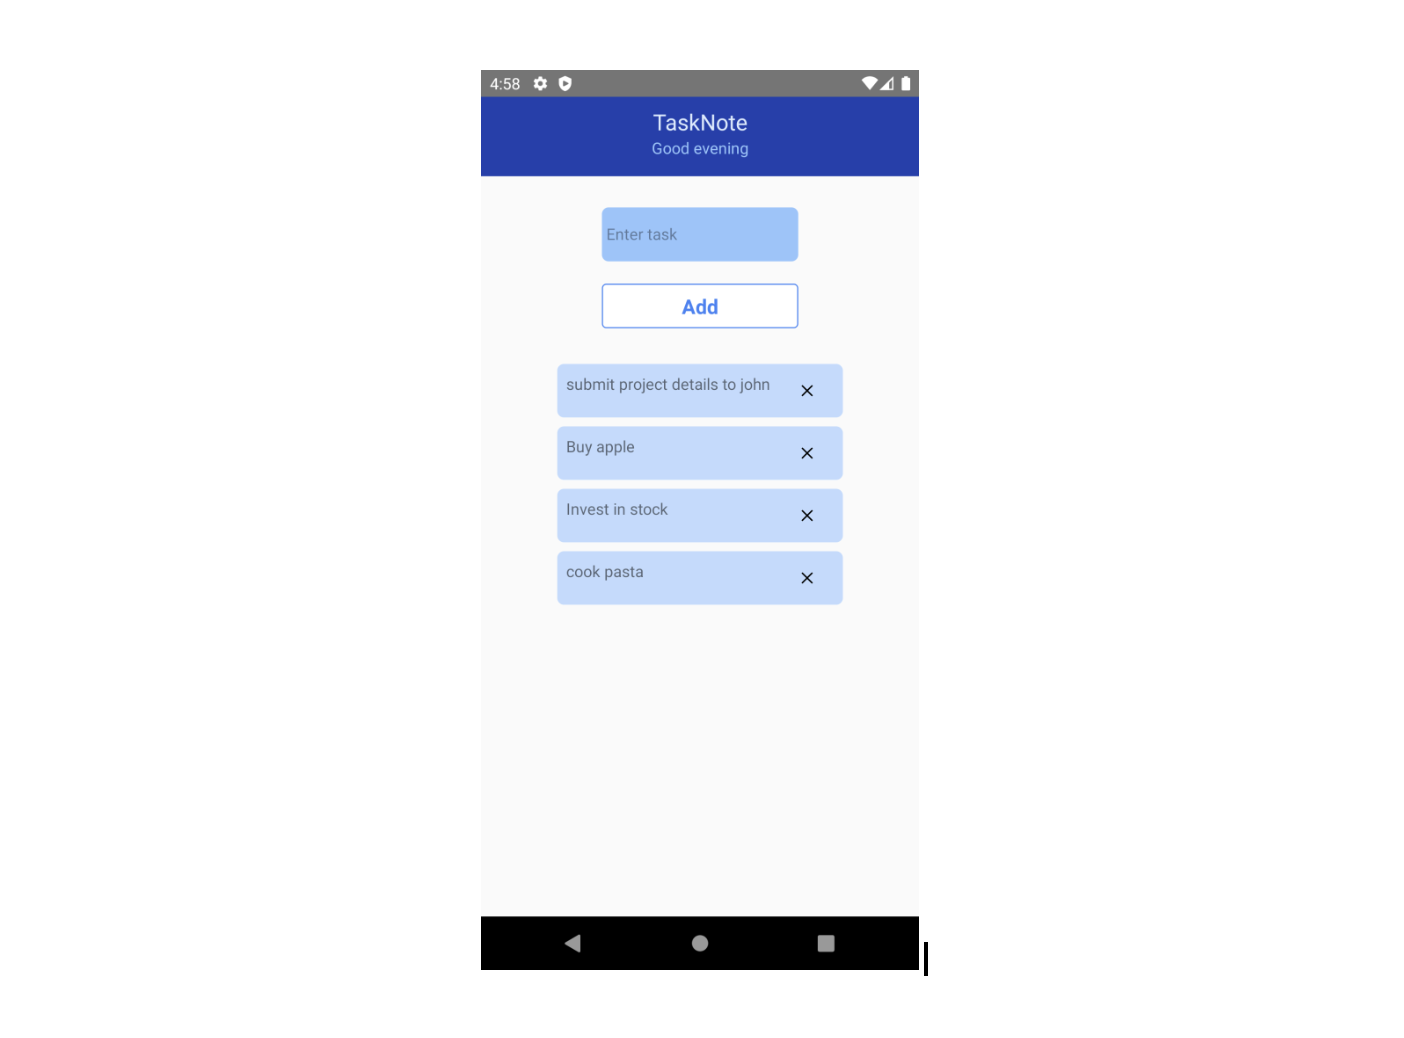 4:58
TaskNote
Good evening
Enter task
Add
submit project details to john
Buy apple
Invest in stock
cook pasta